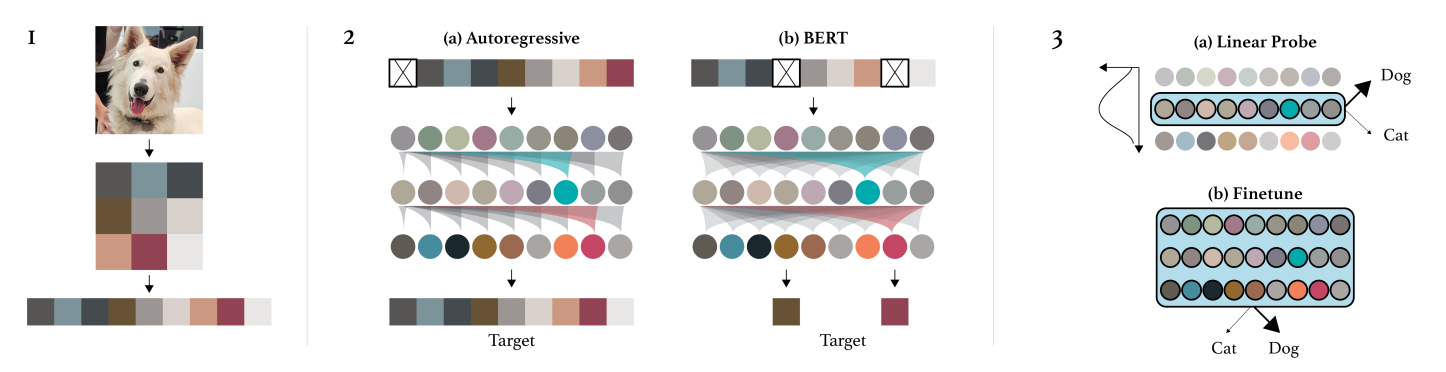 1
2
(a) Autoregressive
Target
(b) BERT
Target
3
(a) Linear Probe
Dog
Cat
(b) Finetune
Cat
Dog